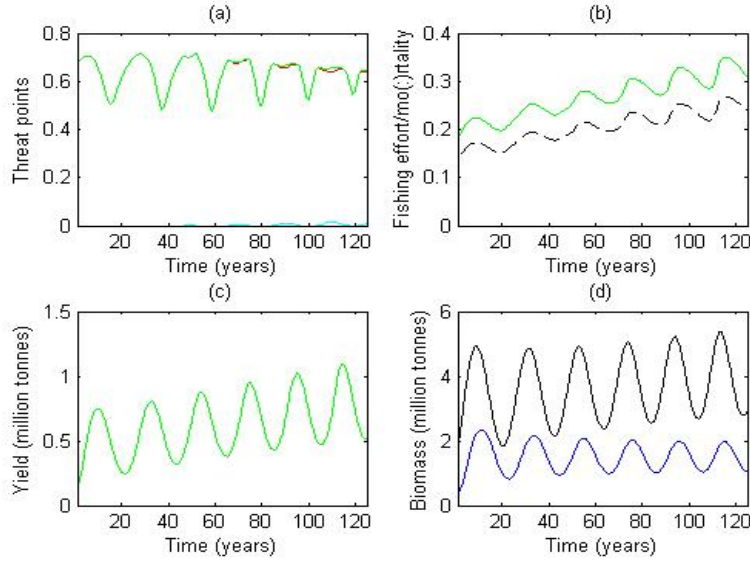 (a)
0.8
0.6
0.4
0.2
0
20 40 60 80 100 120
Threat points
Time (years)
(b)
0.4
0.3
0.2
0.1
20 40 60 80 100 120
Fishing effort/mo(.)rtality
Time (years)
(c)
1.5
1
0.5
0
20 40 60 80 100 120
Yield (million tonnes)
Time (years)
(d)
6
4
2
0
20 40 60 80 100 120
Biomass (million tonnes)
Time (years)